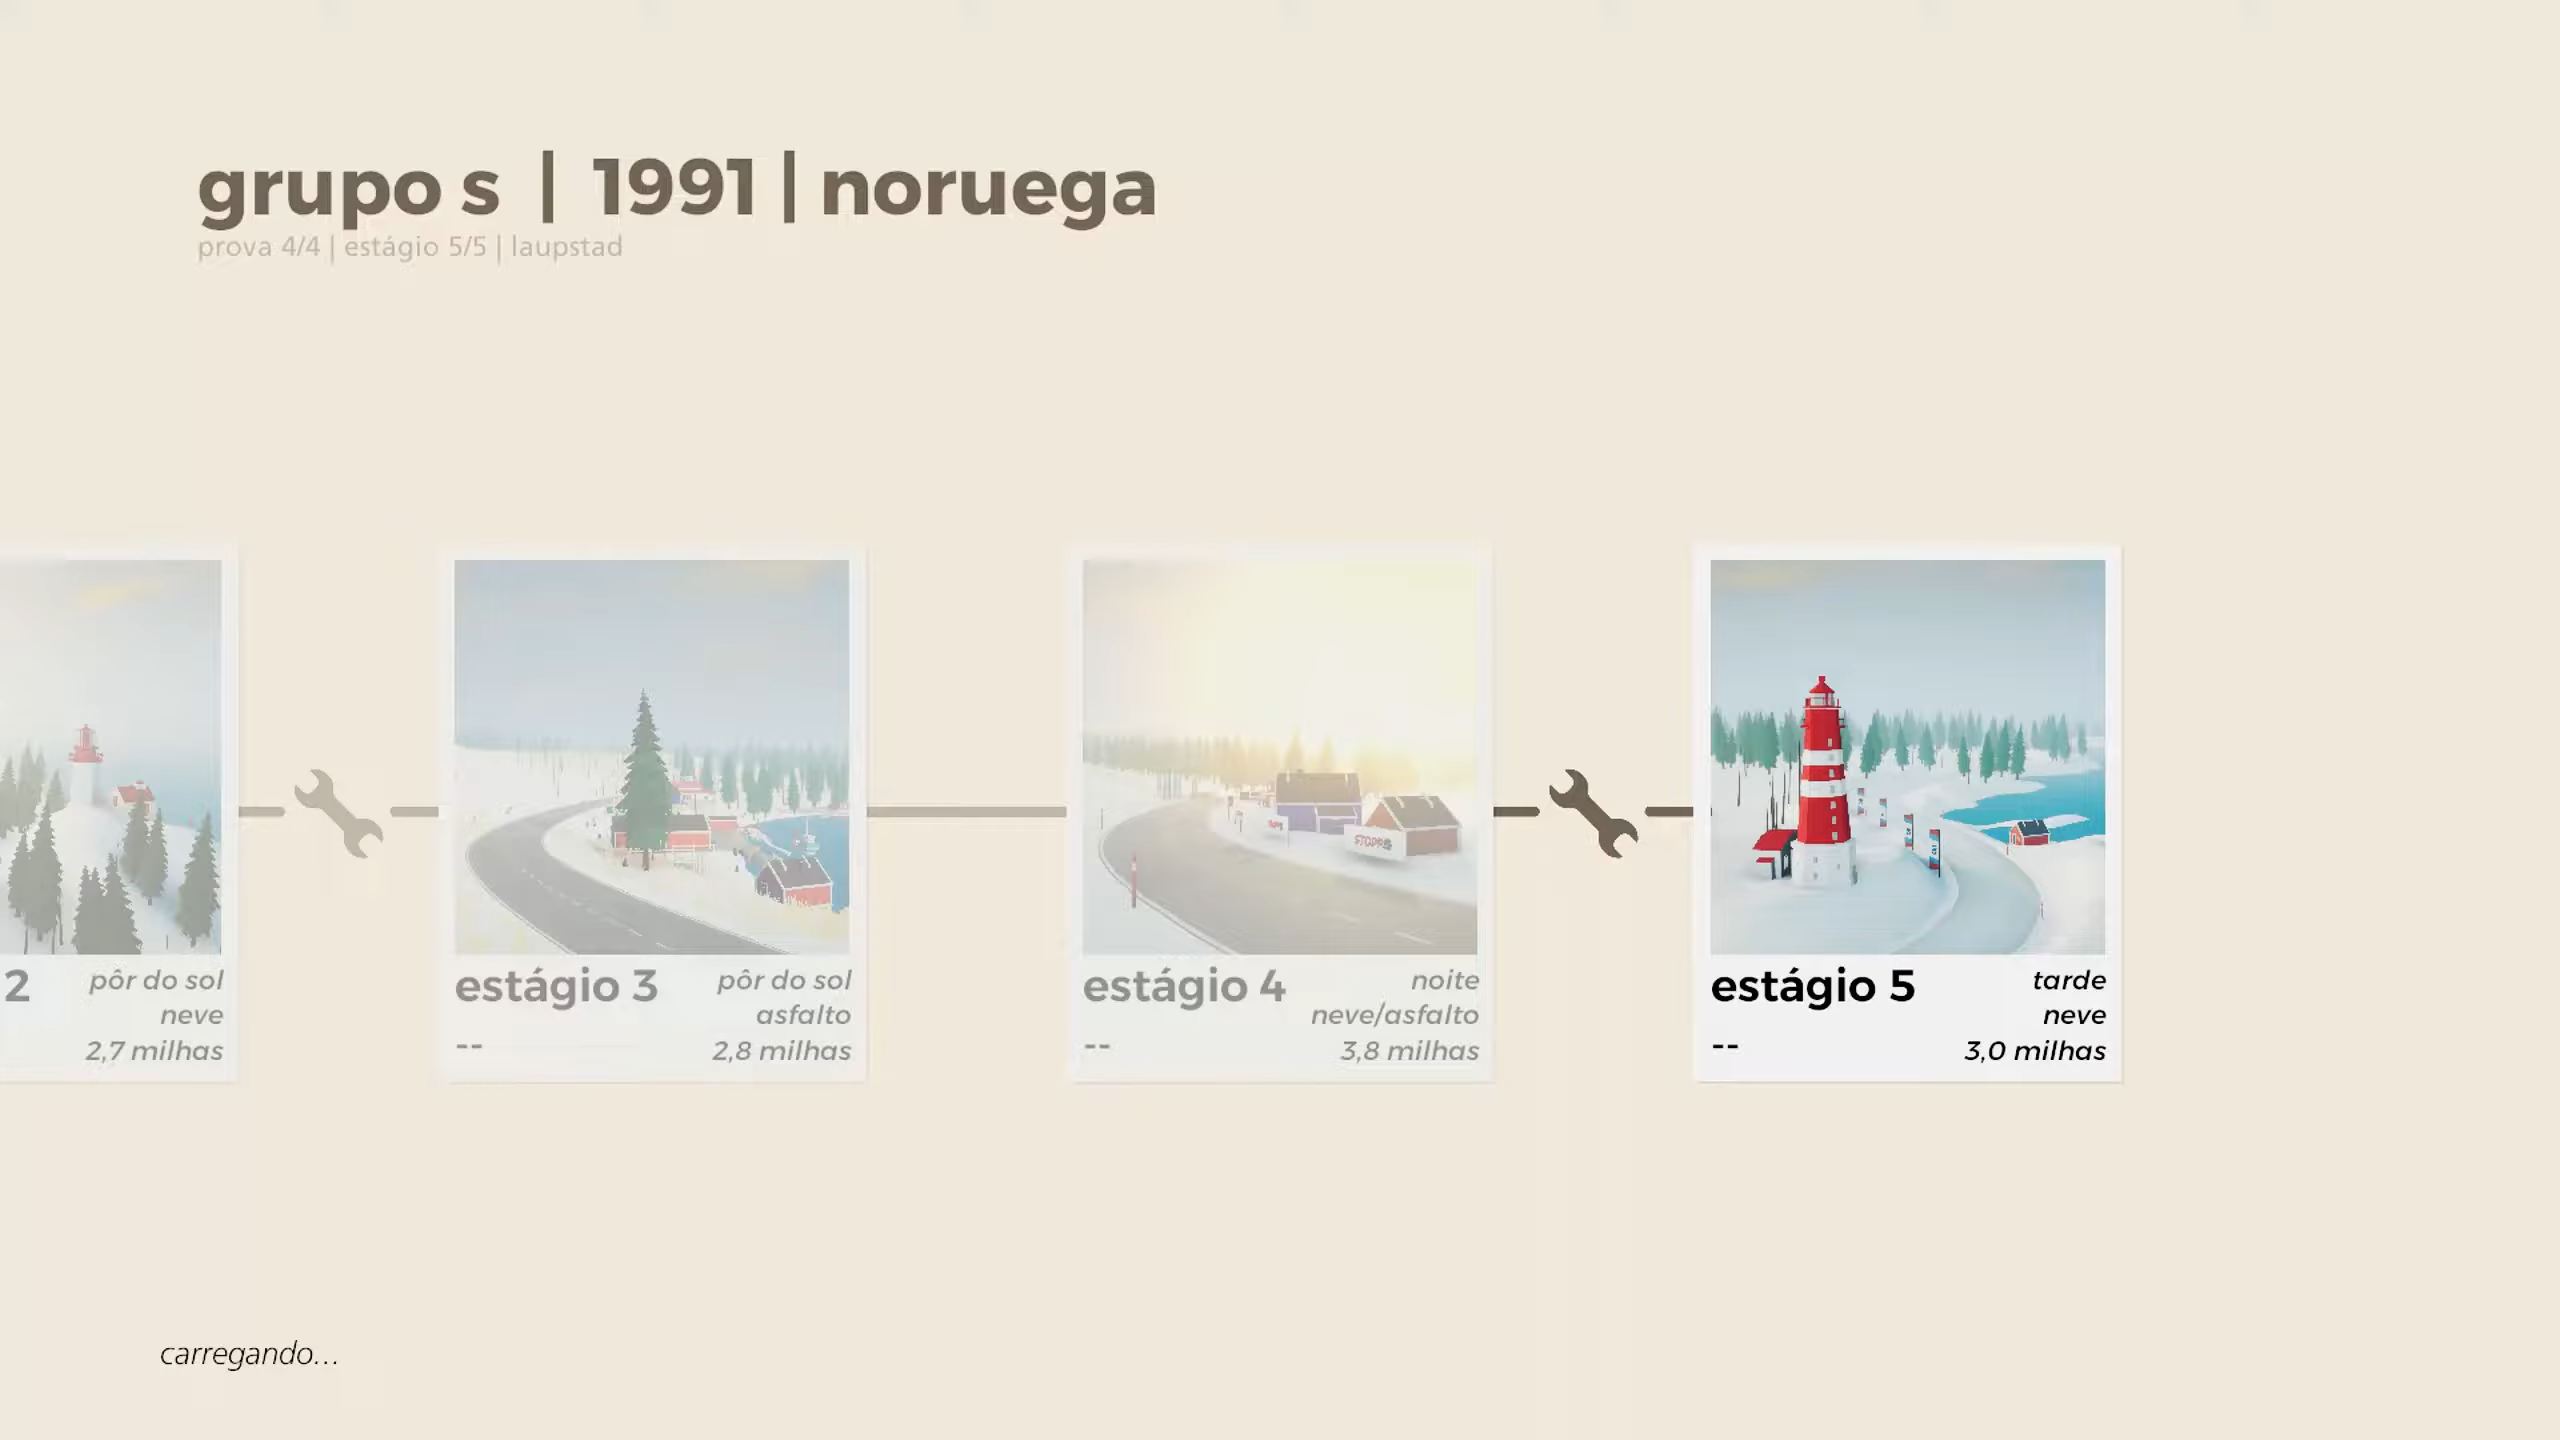 grupo s | 1991 | noruega
prova 4/4 | estágio 5/5 | laupstad
2
pôr do sol
neve
2,7 milhas
estágio 3
pôr do sol
asfalto
--
2,8 milhas
STOPP
estágio 4
noite
neve/asfalto
--
3,8 milhas
estágio 5
tarde
neve
--
3,0 milhas
carregando...